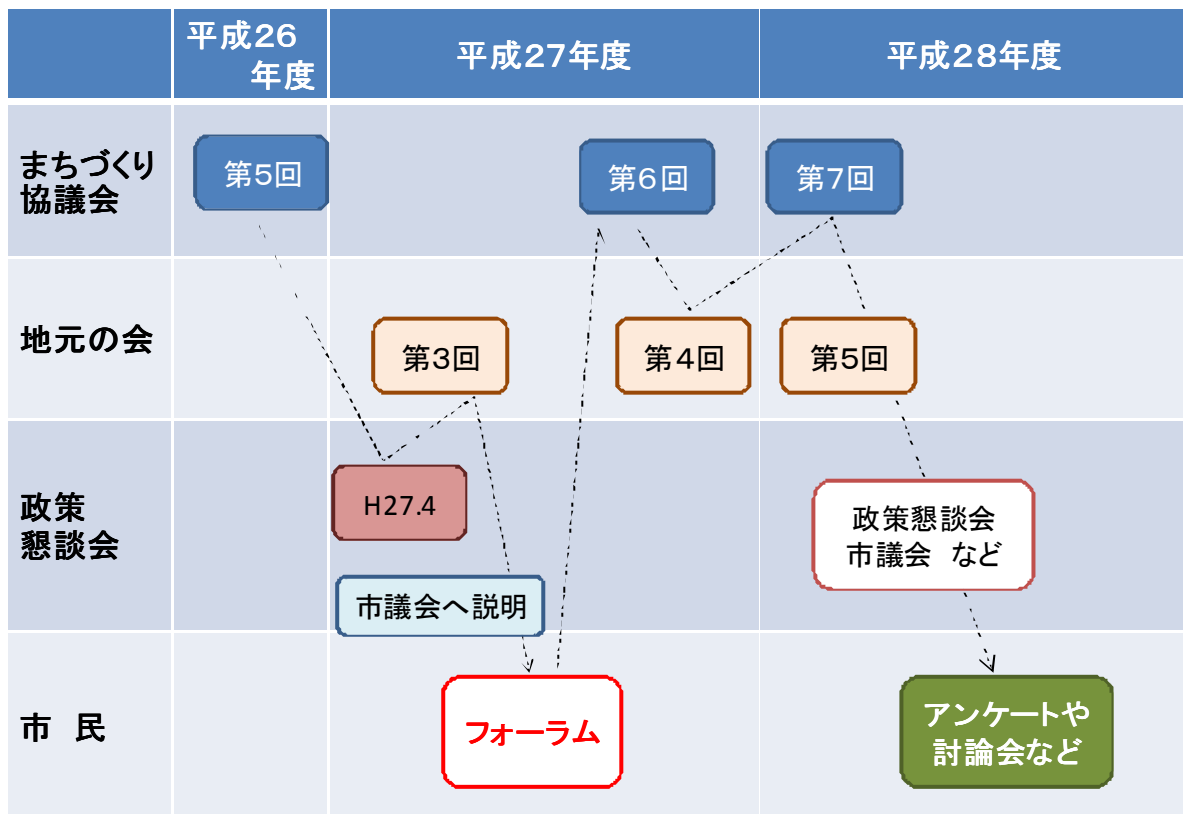 平成26
年度
平成27年度
平成28年度
まちづくり
協議会
第5回
第6回
第7回
地元の会
第3回
第4回
第5回
政策
懇談会
H27.4
政策懇談会
市議会　など
市議会へ説明
市　民
フォーラム
アンケートや
討論会など